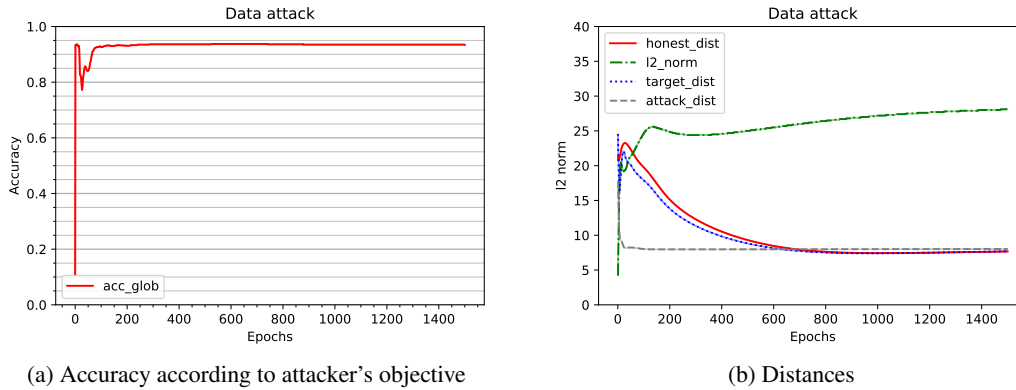 Data attack
1.0
0.8
0.6
0.4
0.2
0.0
Accuracy
acc_glob
0 200 400 600 800 1000 1200 1400
Epochs
(a) Accuracy according to attacker's objective
Data attack
40
35
30
25
20
15
10
5
0
l2 norm
honest_dist
l2_norm
target_dist
attack_dist
0 200 400 600 800 1000 1200 1400
Epochs
(b) Distances